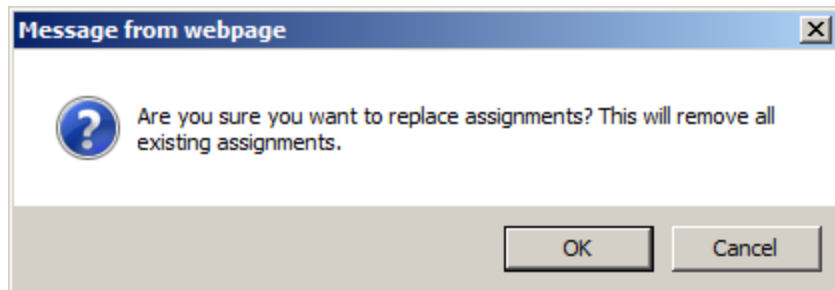 Message from webpage
Are you sure you want to replace assignments? This will remove all
existing assignments.
OK Cancel